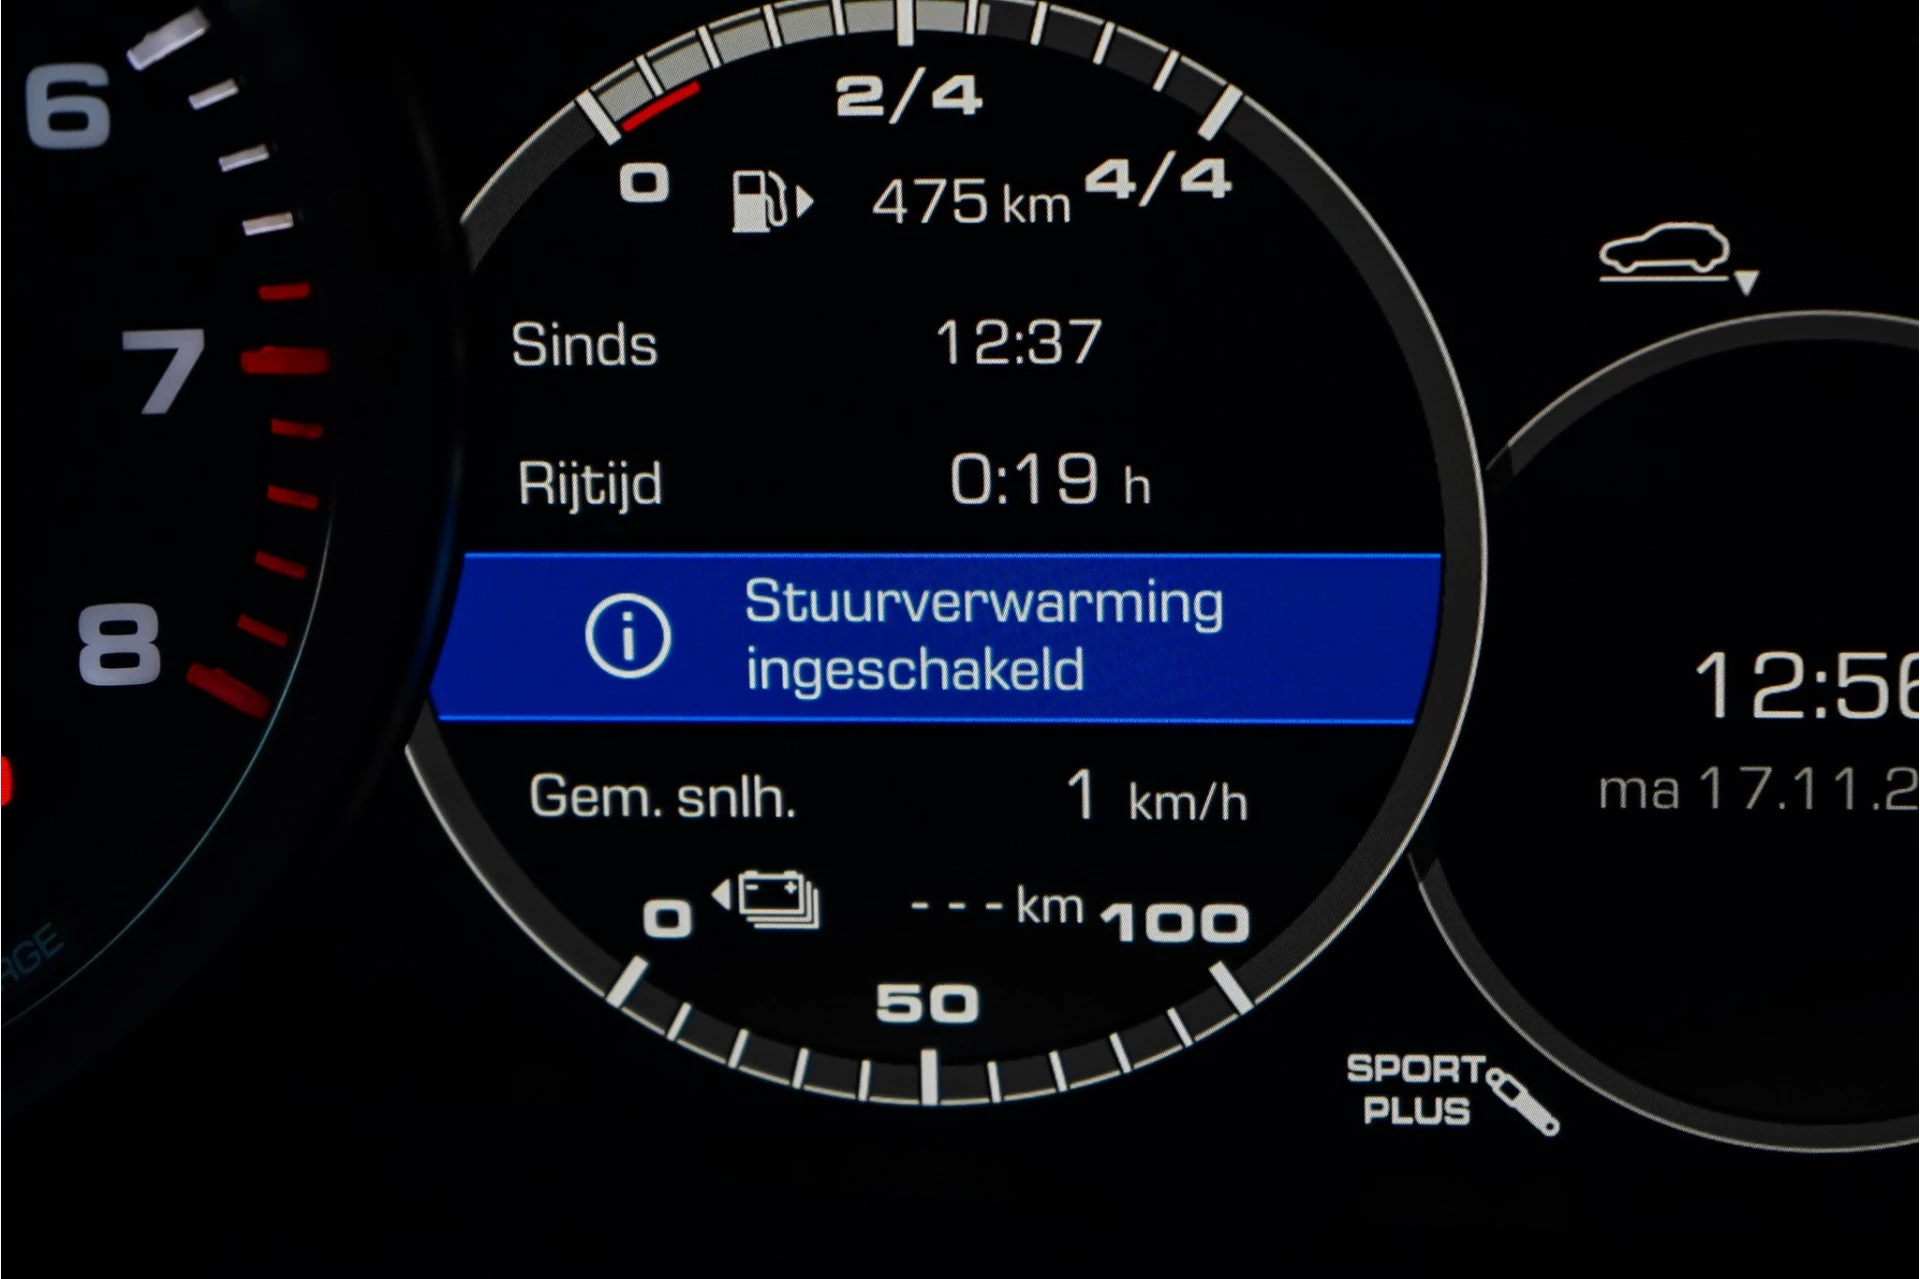 6
7
8
2/4
0
475 km
4/4
Sinds 12:37
Rijtijd 0:19 h
Stuurverwarming
ingeschakeld
Gem. snlh. 1 km/h
0
- - - km
100
50
12:56
ma 17.11.2
SPORT
PLUS